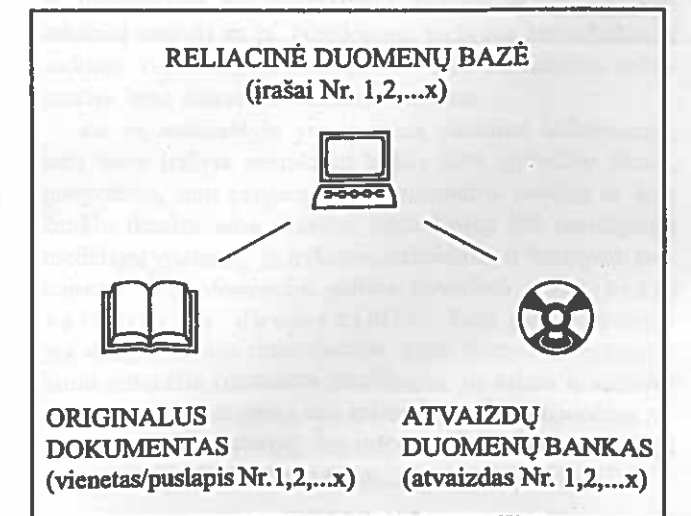 RELIACINĖ DUOMENŲ BAZĖ
(įrašai Nr. 1,2,...x)
ORIGINALUS
DOKUMENTAS
(vienetas/puslapis Nr.1,2,...x)
ATVAIZDŲ
DUOMENŲ BANKAS
(atvaizdas Nr. 1,2,...x)